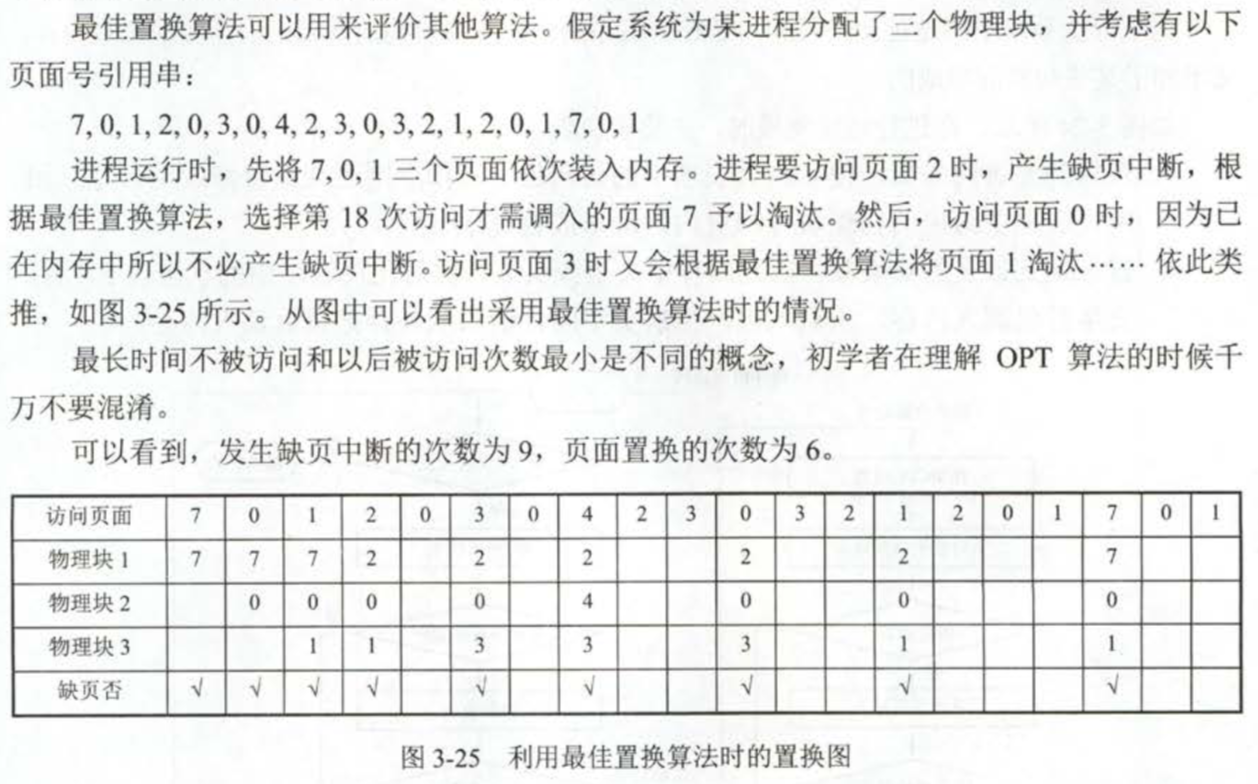 最佳置换算法可以用来评价其他算法。假定系统为某进程分配了三个物理块，并考虑有以下
页面号引用串：
7, 0, 1, 2, 0, 3, 0, 4, 2, 3, 0, 3, 2, 1, 2, 0, 1,7, 0, 1
进程运行时，先将 7, 0, 1 三个页面依次装入内存。进程要访问页面 2 时，产生缺页中断，根
据最佳置换算法，选择第 18 次访问才需调入的页面 7 予以淘汰。然后，访问页面 0 时，因为已
在内存中所以不必产生缺页中断。访问页面 3 时又会根据最佳置换算法将页面 1 淘汰…… 依此类
推，如图 3-25 所示。从图中可以看出采用最佳置换算法时的情况。
最长时间不被访问和以后被访问次数最小是不同的概念，初学者在理解 OPT 算法的时候千
万不要混淆。
可以看到，发生缺页中断的次数为 9，页面置换的次数为 6。
访问页面 7 0 1 2 0 3 0 4 2 3 0 3 2 1 2 0 1 7 0 1
物理块 1 7 7 7 2 2 2 2 2 7
物理块 2 0 0 0 0 4 0 0 0
物理块 3 1 1 3 3 3 1 1
缺页否 √ √ √ √ √ √ √ √ √
图 3-25 利用最佳置换算法时的置换图